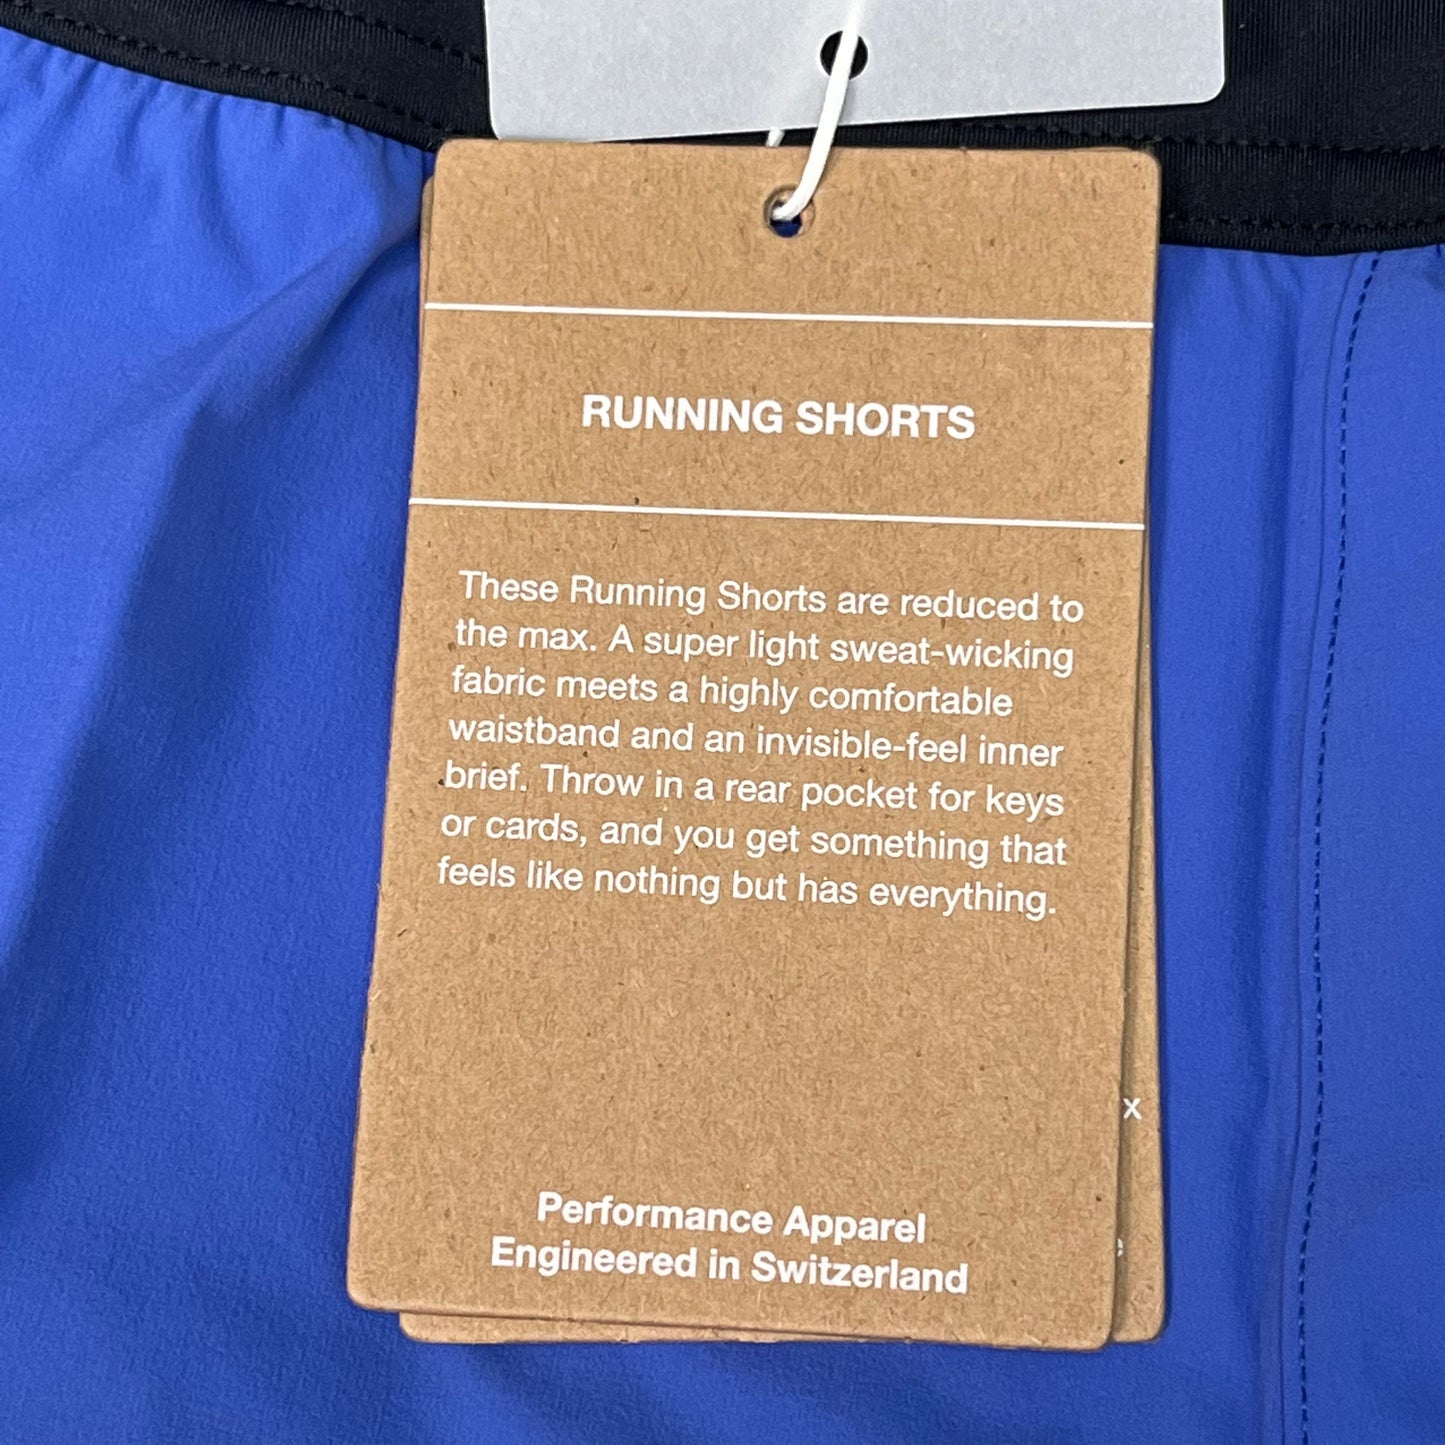 RUNNING SHORTS
These Running Shorts are reduced to
the max. A super light sweat-wicking
fabric meets a highly comfortable
waistband and an invisible-feel inner
brief. Throw in a rear pocket for keys
or cards, and you get something that
feels like nothing but has everything.
x
Performance Apparel
Engineered in Switzerland